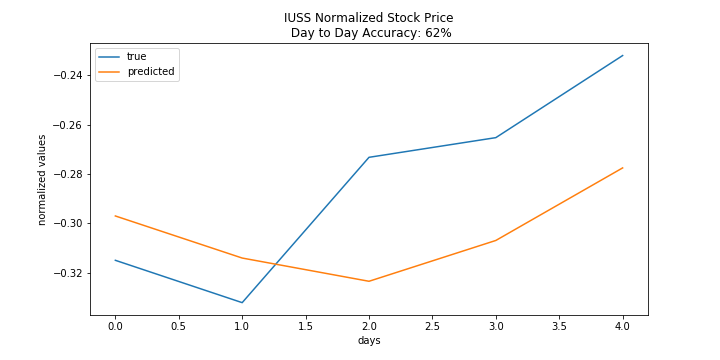 IUSS Normalized Stock Price
Day to Day Accuracy: 62%
true
predicted
normalized values
−0.24
−0.26
−0.28
−0.30
−0.32
0.0 0.5 1.0 1.5 2.0 2.5 3.0 3.5 4.0
days